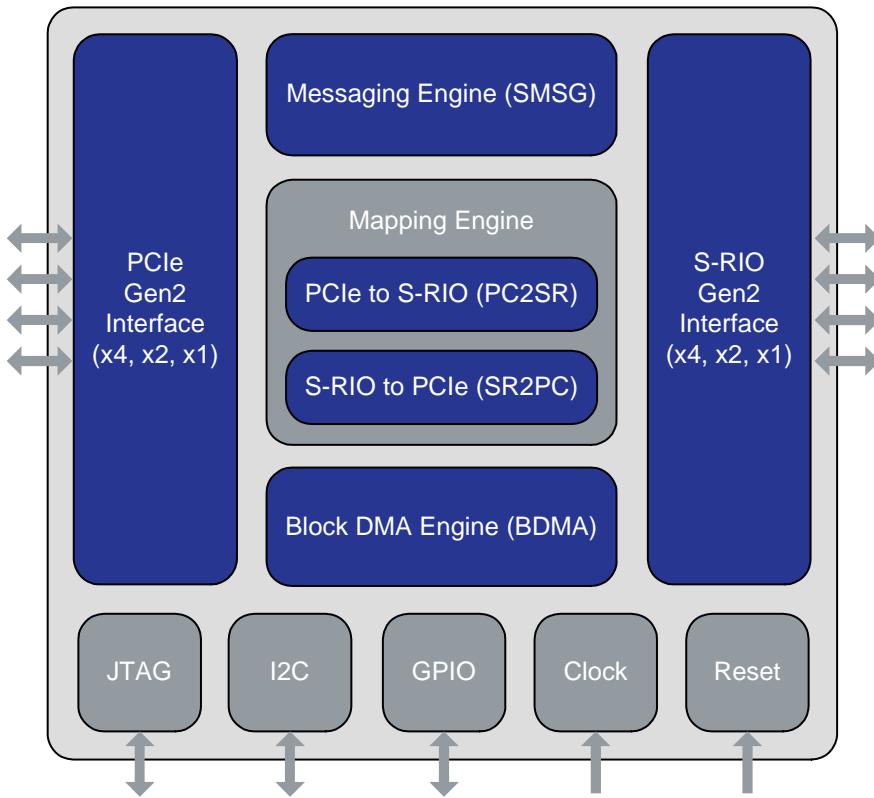 PCIe
Gen2
Interface
(x4, x2, x1)
Messaging Engine (SMSG)
Mapping Engine
PCIe to S-RIO (PC2SR)
S-RIO to PCIe (SR2PC)
Block DMA Engine (BDMA)
S-RIO
Gen2
Interface
(x4, x2, x1)
JTAG
I2C
GPIO
Clock
Reset